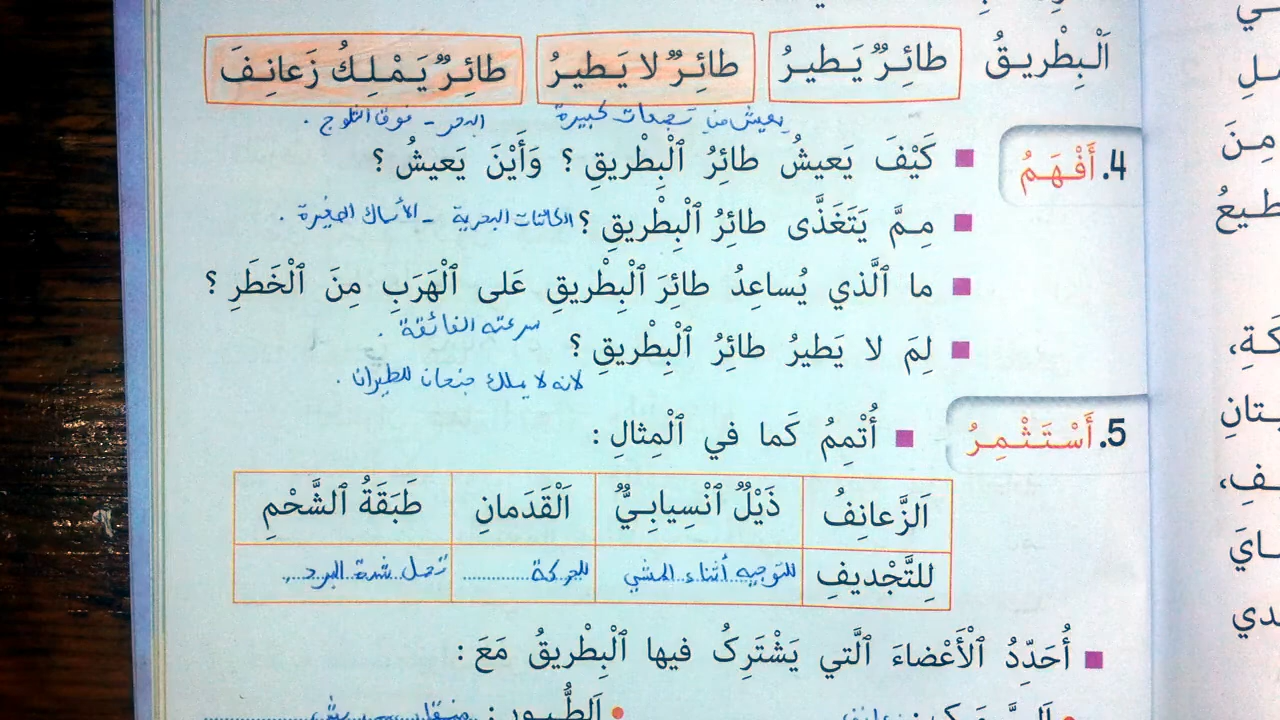 اَلْبِطْريقُ طائِرٌ يَطيرُ طائِرٌ لا يَطيرُ طائِرٌ يَمْلِكُ زَعانِفَ
يعيش تجمعات كبيرة البحر - فوق الثلوج .
4. أَفْهَمُ
كَيْفَ يَعيشُ طائِرُ ٱلْبِطْريقِ ؟ وَأَيْنَ يَعيشُ ؟
مِمَّ يَتَغَذَّى طائِرُ ٱلْبِطْريقِ ؟ الكائنات البحرية - الأسماك الصغيرة .
ما ٱلَّذي يُساعِدُ طائِرَ ٱلْبِطْريقِ عَلى ٱلْهَرَبِ مِنَ ٱلْخَطَرِ ؟
سرعته الفائقة .
لِمَ لا يَطيرُ طائِرُ ٱلْبِطْريقِ ؟
لانه لا يملك جنحان للطيران .
5. أَسْتَثْمِرُ
أُتْمِمُ كَما في ٱلْمِثالِ :
اَلزَّعانِفُ ذَيْلٌ ٱنْسِيابِيٌّ اَلْقَدَمانِ طَبَقَةُ ٱلشَّحْمِ
لِلتَّجْديفِ للتوجيه أثناء المشي للحركة تحمل شدة البرد
أُحَدِّدُ ٱلْأَعْضاءَ ٱلَّتي يَشْتَرِكُ فيها ٱلْبِطْريقُ مَعَ :
اَلطُّيورِ :